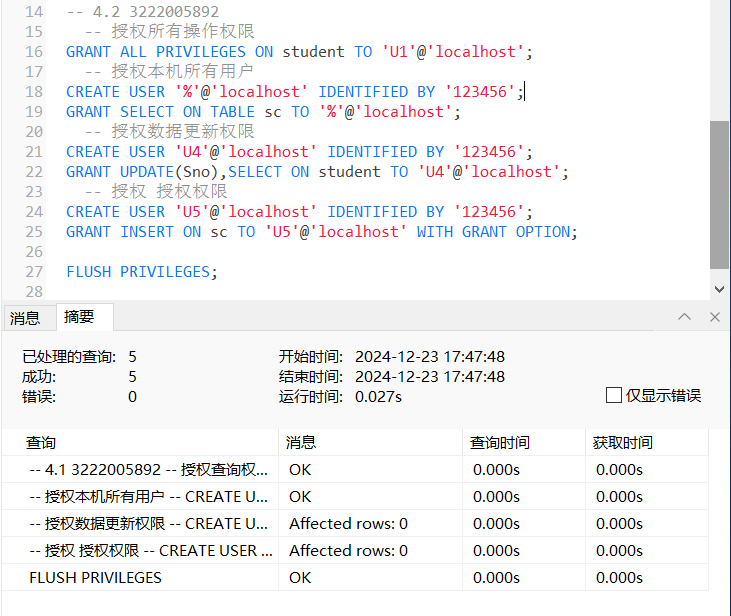 14 -- 4.2 3222005892
15 -- 授权所有操作权限
16 GRANT ALL PRIVILEGES ON student TO 'U1'@'localhost';
17 -- 授权本机所有用户
18 CREATE USER '%'@'localhost' IDENTIFIED BY '123456';
19 GRANT SELECT ON TABLE sc TO '%'@'localhost';
20 -- 授权数据更新权限
21 CREATE USER 'U4'@'localhost' IDENTIFIED BY '123456';
22 GRANT UPDATE(Sno),SELECT ON student TO 'U4'@'localhost';
23 -- 授权 授权权限
24 CREATE USER 'U5'@'localhost' IDENTIFIED BY '123456';
25 GRANT INSERT ON sc TO 'U5'@'localhost' WITH GRANT OPTION;
26
27 FLUSH PRIVILEGES;
28
消息 摘要
已处理的查询: 5 开始时间: 2024-12-23 17:47:48
成功: 5 结束时间: 2024-12-23 17:47:48
错误: 0 运行时间: 0.027s 仅显示错误
查询 消息 查询时间 获取时间
-- 4.1 3222005892 -- 授权查询权... OK 0.000s 0.000s
-- 授权本机所有用户 -- CREATE U... OK 0.000s 0.000s
-- 授权数据更新权限 -- CREATE U... Affected rows: 0 0.000s 0.000s
-- 授权 授权权限 -- CREATE USER ... Affected rows: 0 0.000s 0.000s
FLUSH PRIVILEGES OK 0.000s 0.000s